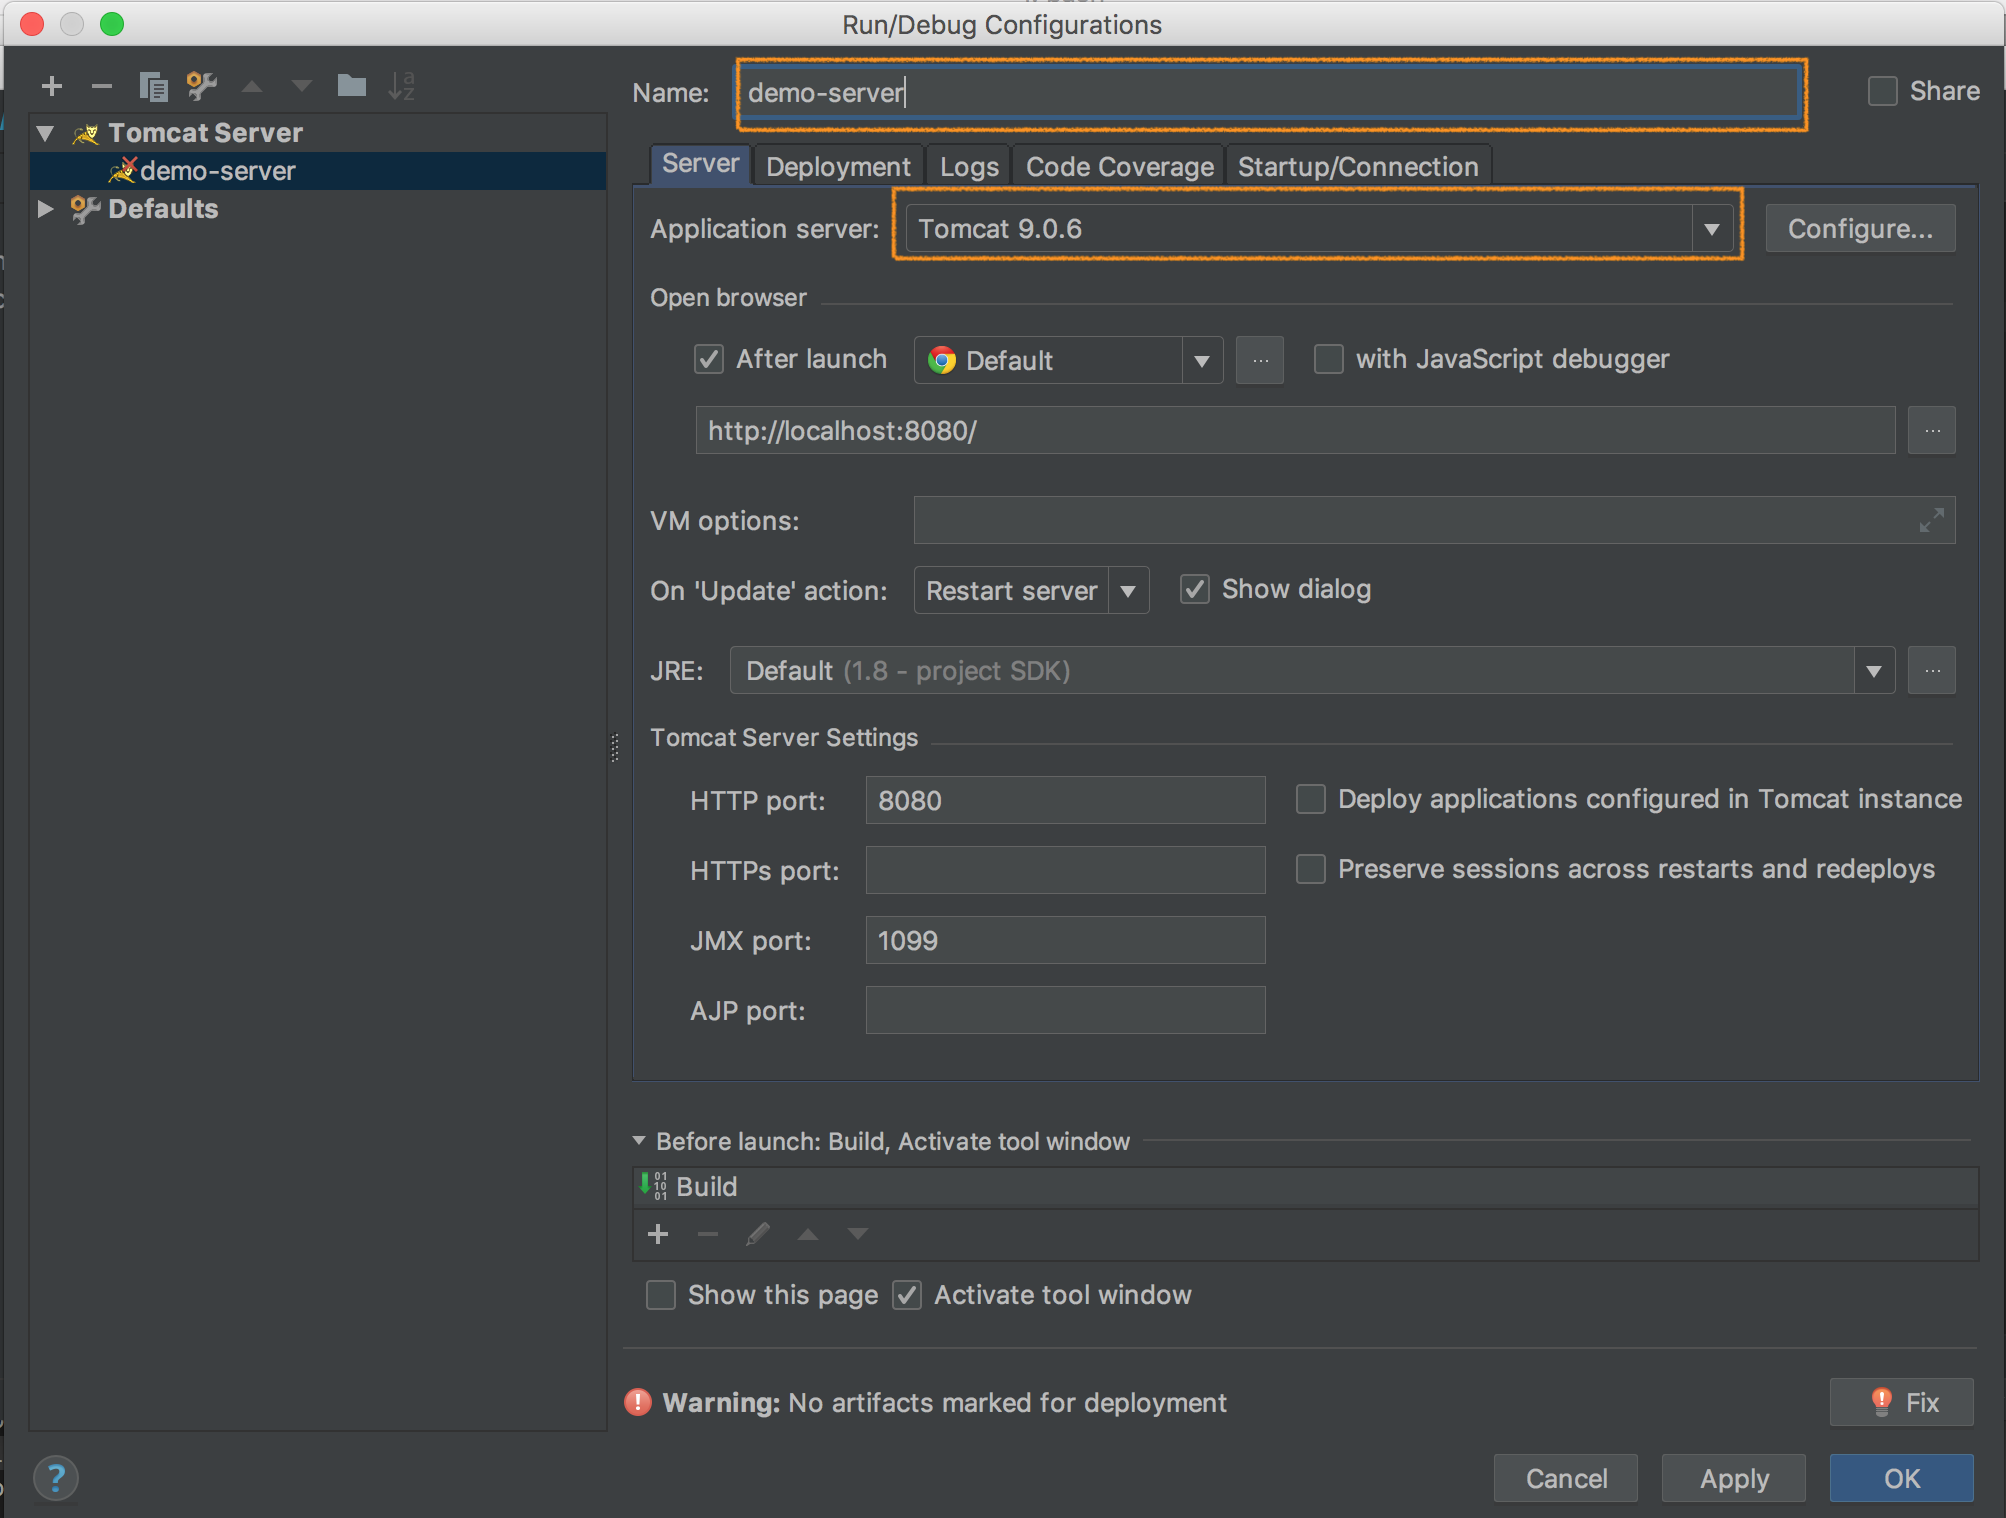 Run/Debug Configurations
Name: demo-server
Share
Tomcat Server
demo-server
Defaults
Server Deployment Logs Code Coverage Startup/Connection
Application server: Tomcat 9.0.6 Configure...
Open browser
After launch Default ... with JavaScript debugger
http://localhost:8080/ ...
VM options:
On 'Update' action: Restart server Show dialog
JRE: Default (1.8 - project SDK) ...
Tomcat Server Settings
HTTP port: 8080 Deploy applications configured in Tomcat instance
HTTPs port: Preserve sessions across restarts and redeploys
JMX port: 1099
AJP port:
Before launch: Build, Activate tool window
Build
Show this page Activate tool window
Warning: No artifacts marked for deployment Fix
? Cancel Apply OK